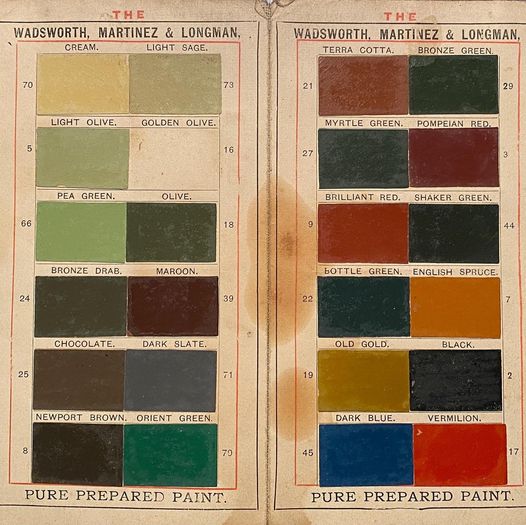 THE
WADSWORTH, MARTINEZ & LONGMAN,
CREAM. LIGHT SAGE.
70 73
LIGHT OLIVE. GOLDEN OLIVE.
5 16
PEA GREEN. OLIVE.
66 18
BRONZE DRAB. MAROON.
24 39
CHOCOLATE. DARK SLATE.
25 71
NEWPORT BROWN. ORIENT GREEN.
8 79
PURE PREPARED PAINT.
THE
WADSWORTH, MARTINEZ & LONGMAN,
TERRA COTTA. BRONZE GREEN.
21 29
MYRTLE GREEN. POMPEIAN RED.
27 3
BRILLIANT RED. SHAKER GREEN.
9 44
BOTTLE GREEN. ENGLISH SPRUCE.
22 7
OLD GOLD. BLACK.
19 2
DARK BLUE. VERMILION.
45 17
PURE PREPARED PAINT.